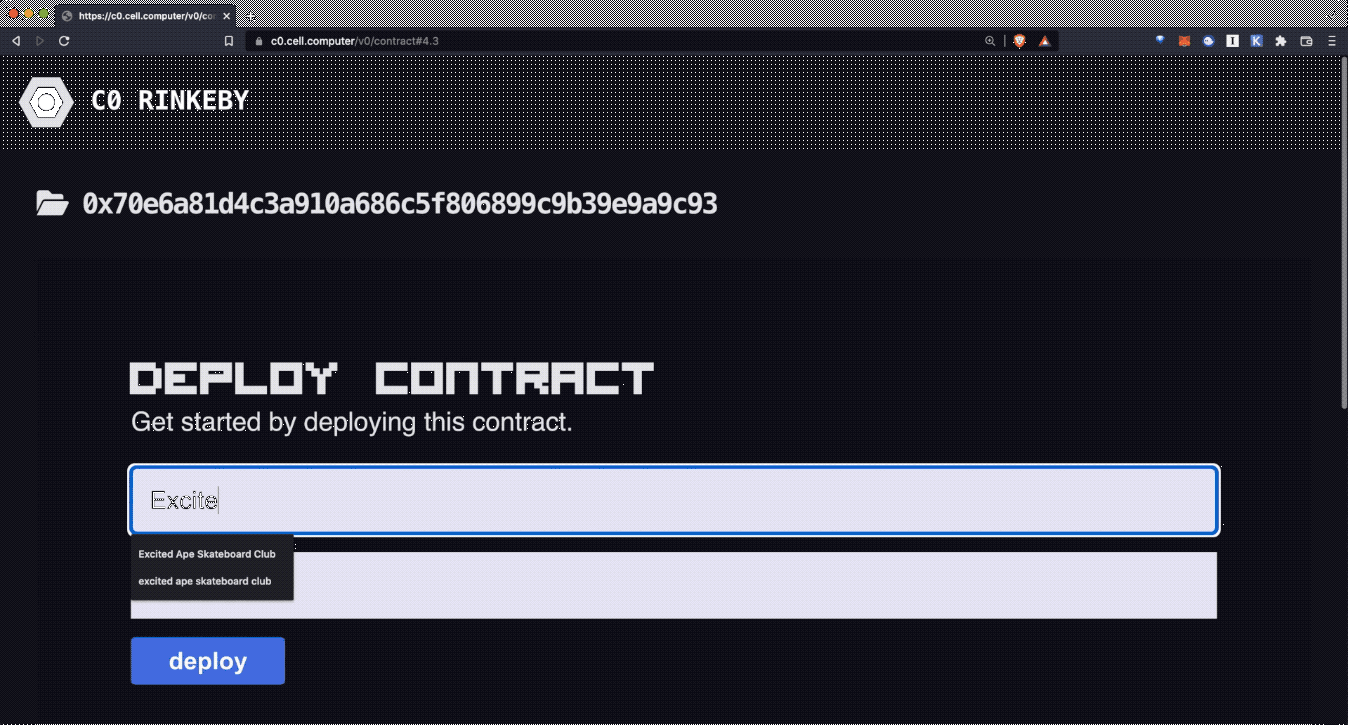 https://c0.cell.computer/v0/co
c0.cell.computer/v0/contract#4.3
C0 RINKEBY
0x70e6a81d4c3a910a686c5f806899c9b39e9a9c93
DEPLOY CONTRACT
Get started by deploying this contract.
Excite
Excited Ape Skateboard Club
excited ape skateboard club
deploy